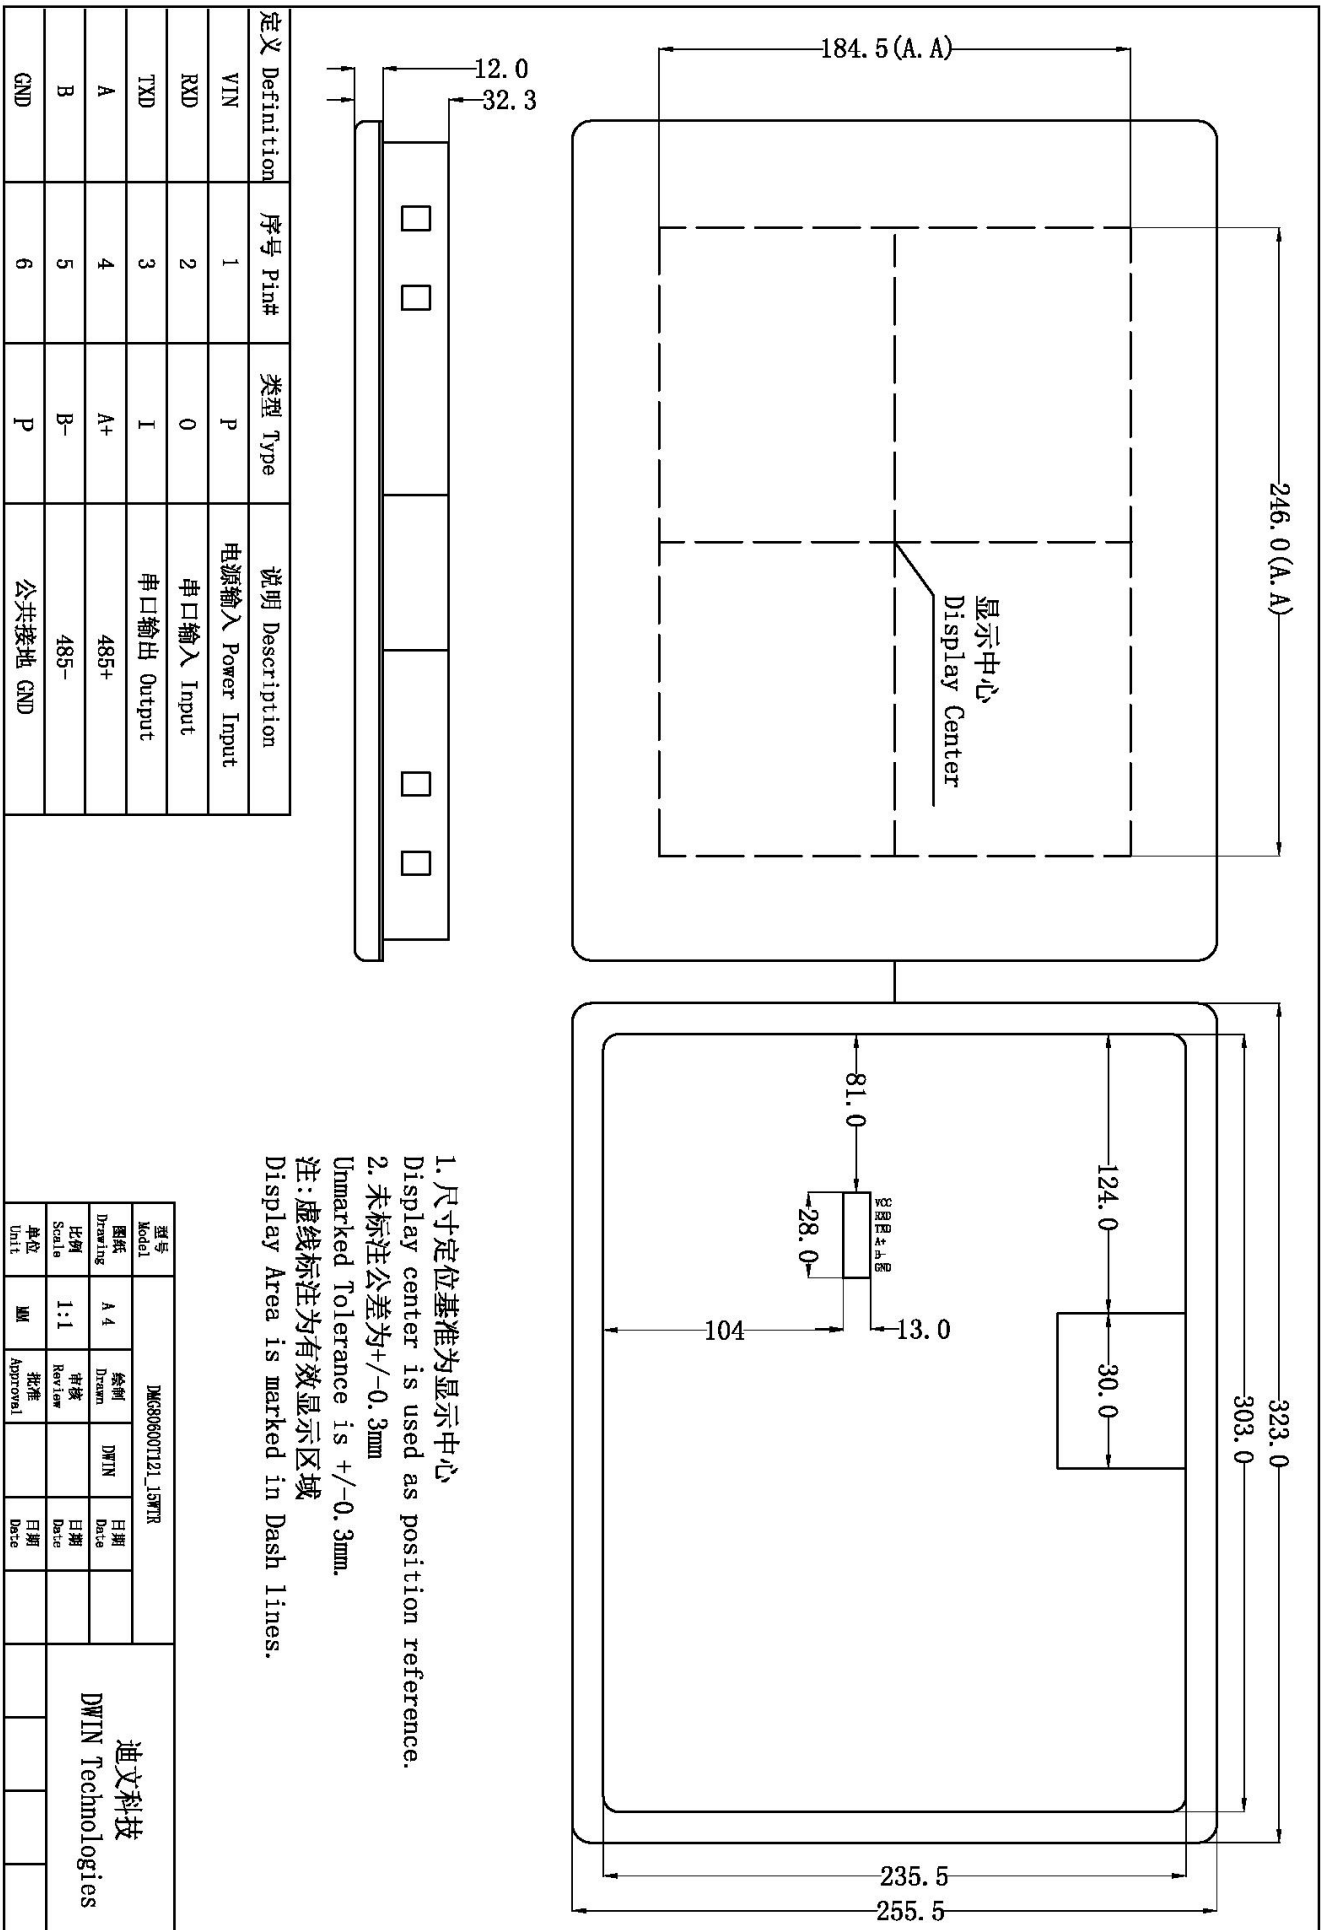 184.5(A.A)
246.0(A.A)
显示中心
Display Center
323.0
303.0
124.0
30.0
81.0
VCC
A+
B-
GND
28.0
13.0
104
235.5
255.5
12.0
32.3
1.尺寸定位基准为显示中心
Display center is used as position reference.
2.未标注公差为+/-0.3mm
Unmarked Tolerance is +/-0.3mm.
注:虚线标注为有效显示区域
Display Area is marked in Dash lines.
定义 Definition 序号 Pin# 类型 Type 说明 Description
VIN 1 P 电源输入 Power Input
RXD 2 0 串口输入 Input
TXD 3 I 串口输出 Output
A 4 A+ 485+
B 5 B- 485-
GND 6 P 公共接地 GND
型号 DMG80600T121_15WTR
Model
图纸 A4 绘制 DWIN 日期
Drawing Drawn Date
比例 1:1 审核 日期
Scale Review Date
单位 MM 批准 日期
Unit Approval Date
迪文科技
DWIN Technologies